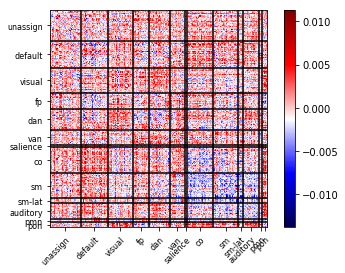 unassign
default
visual
fp
dan
van
salience
co
sm
sm-lat
auditory
pmn
pon
unassign
default
visual
fp
dan
van
salience
co
sm
sm-lat
auditory
0.010
0.005
0.000
−0.005
−0.010